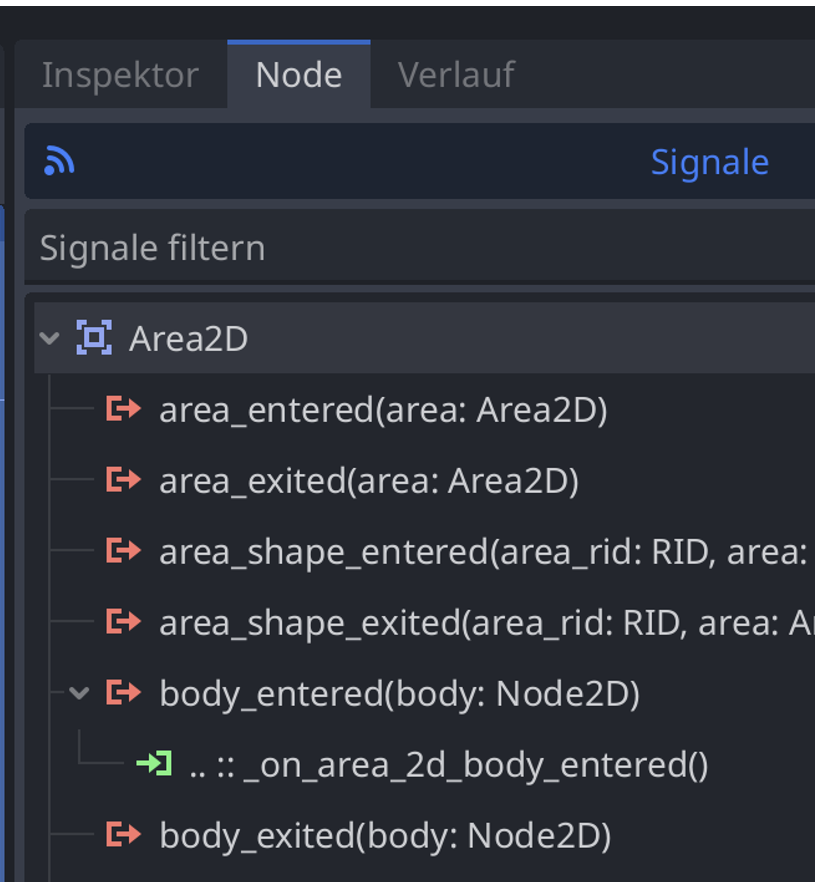 Inspektor Node Verlauf
Signale
Signale filtern
Area2D
area_entered(area: Area2D)
area_exited(area: Area2D)
area_shape_entered(area_rid: RID, area:
area_shape_exited(area_rid: RID, area: A
body_entered(body: Node2D)
.. :: _on_area_2d_body_entered()
body_exited(body: Node2D)